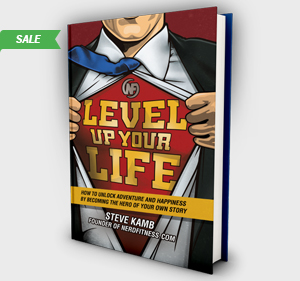 SALE
NF
LEVEL
UP YOUR
LIFE
HOW TO UNLOCK ADVENTURE AND HAPPINESS
BY BECOMING THE HERO OF YOUR OWN STORY
STEVE KAMB
FOUNDER OF NERDFITNESS.COM